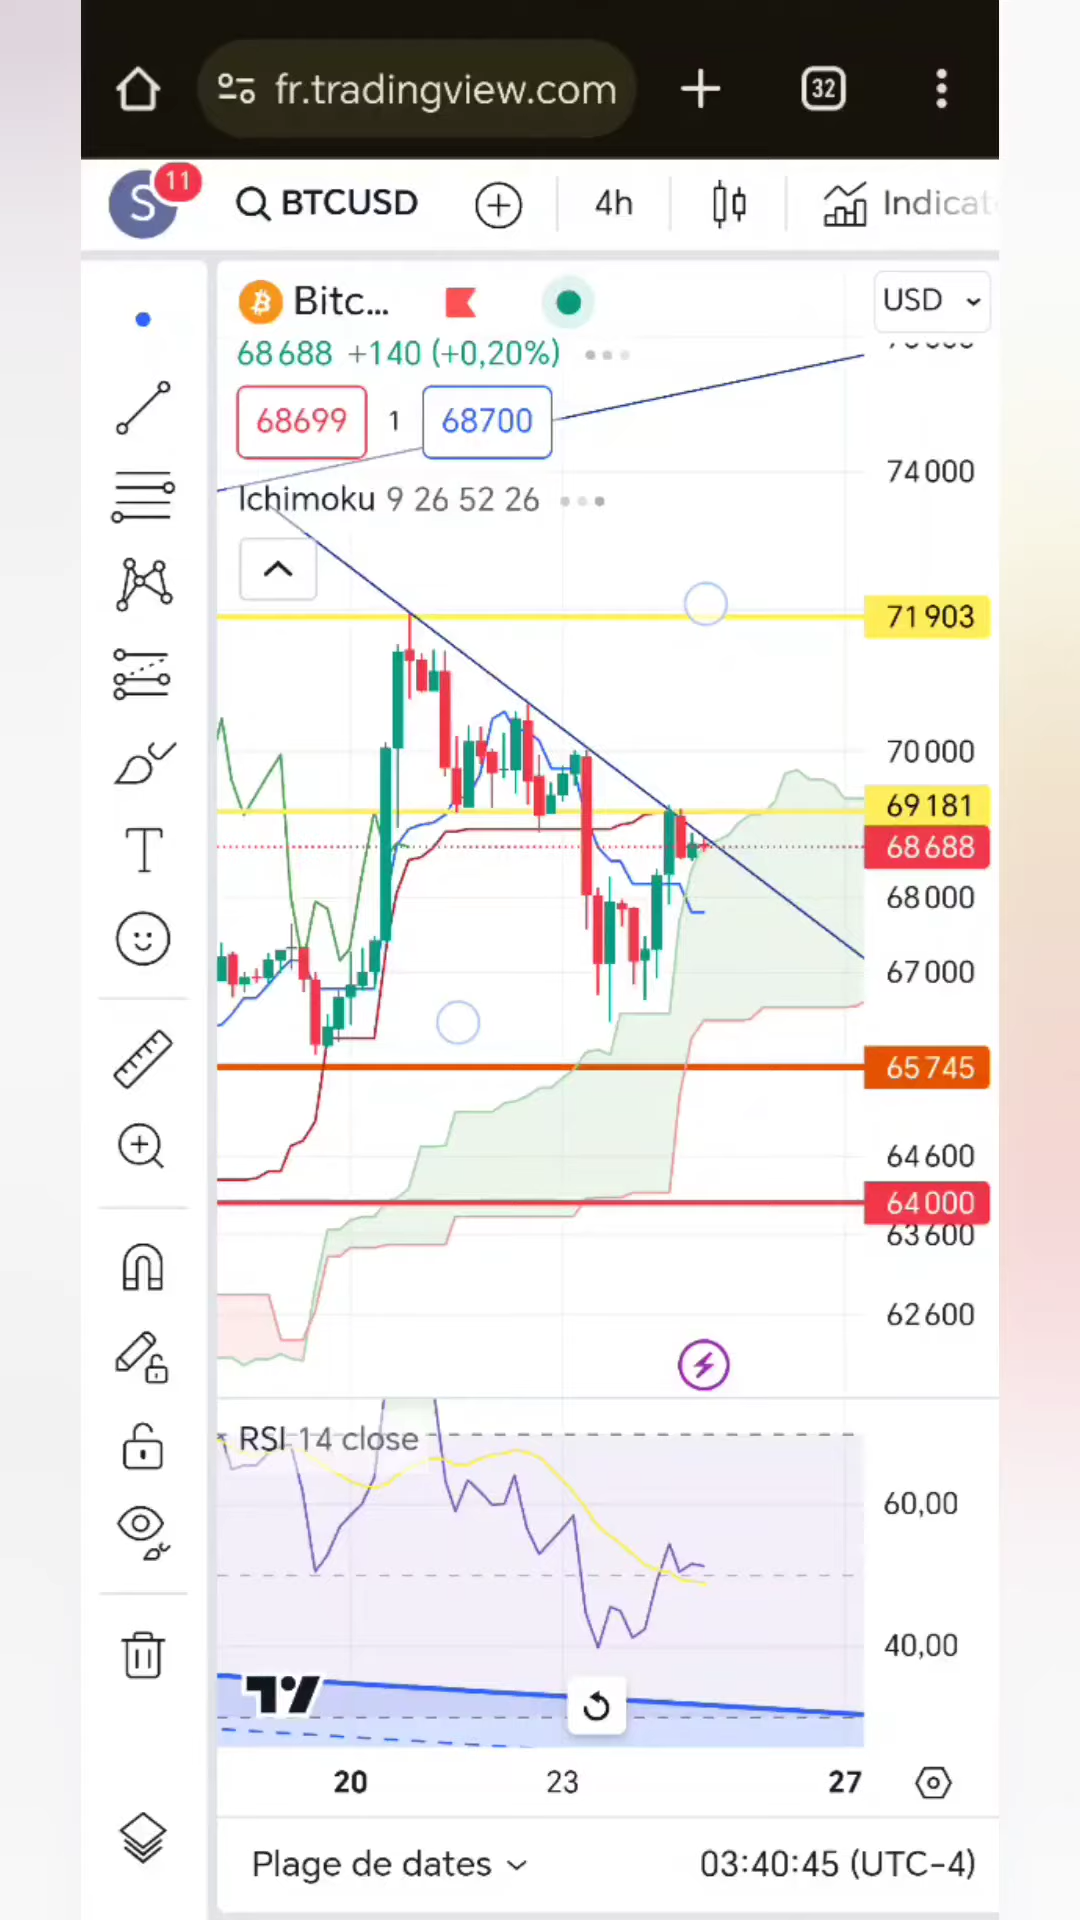 fr.tradingview.com
32
S
11
BTCUSD
4h
Indicat
Bitc...
USD
68 688 +140 (+0,20%)
68699
1
68700
74 000
Ichimoku 9 26 52 26
71 903
70 000
69 181
68 688
68 000
67 000
65 745
64 600
64 000
63 600
62 600
RSI 14 close
60,00
40,00
20
23
27
Plage de dates
03:40:45 (UTC-4)